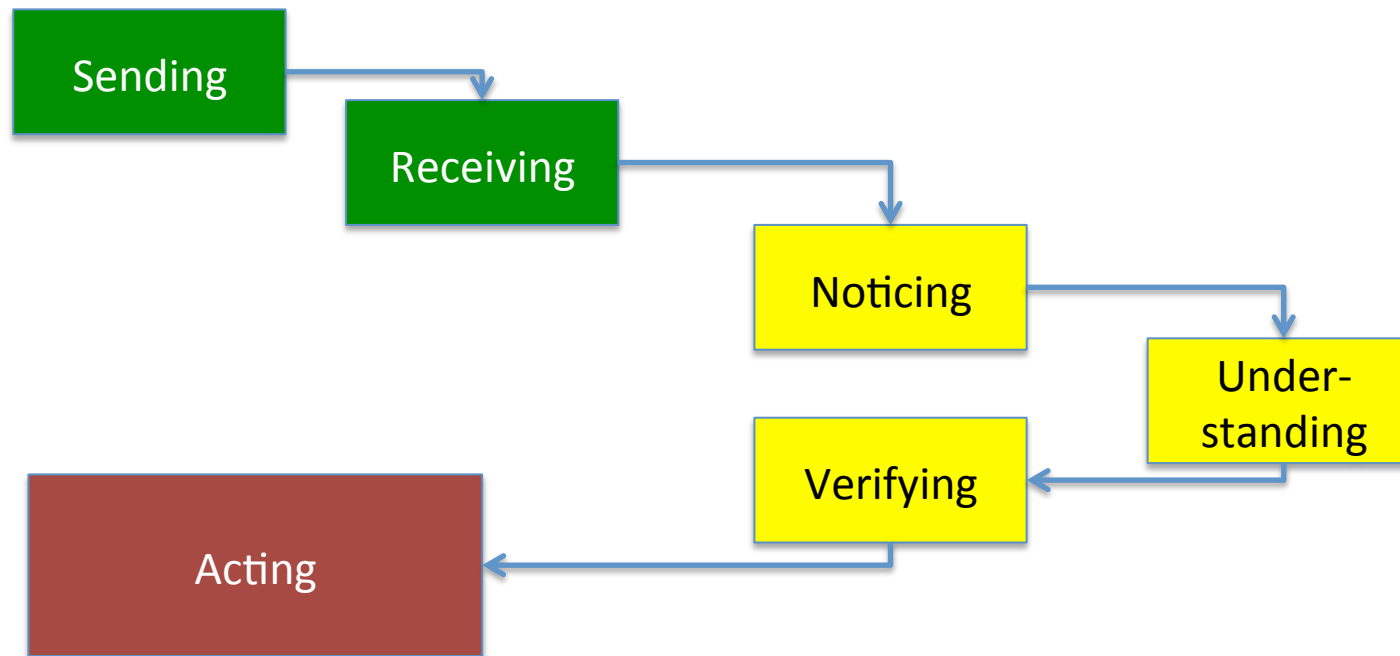 Sending
Receiving
Noticing
Under-
standing
Verifying
Acting